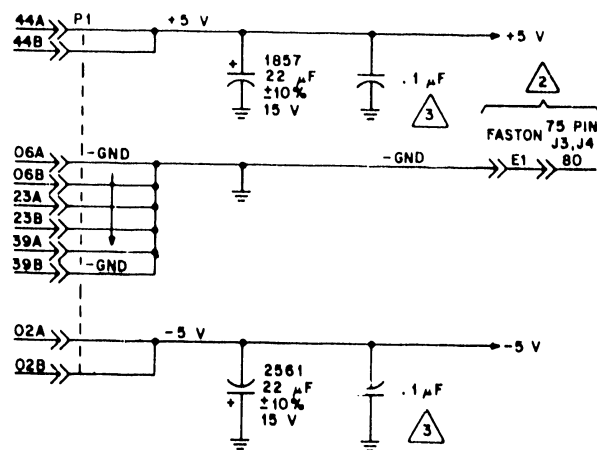 44A P1 +5 V
44B
+5 V
+ 1857
22 μF
±10%
15 V
.1 μF
3
2
FASTON 75 PIN
J3, J4
06A -GND
-GND
E1 80
06B
23A
23B
39A
39B -GND
02A -5 V
-5 V
02B
2561
22 μF
+ ±10%
15 V
.1 μF
3